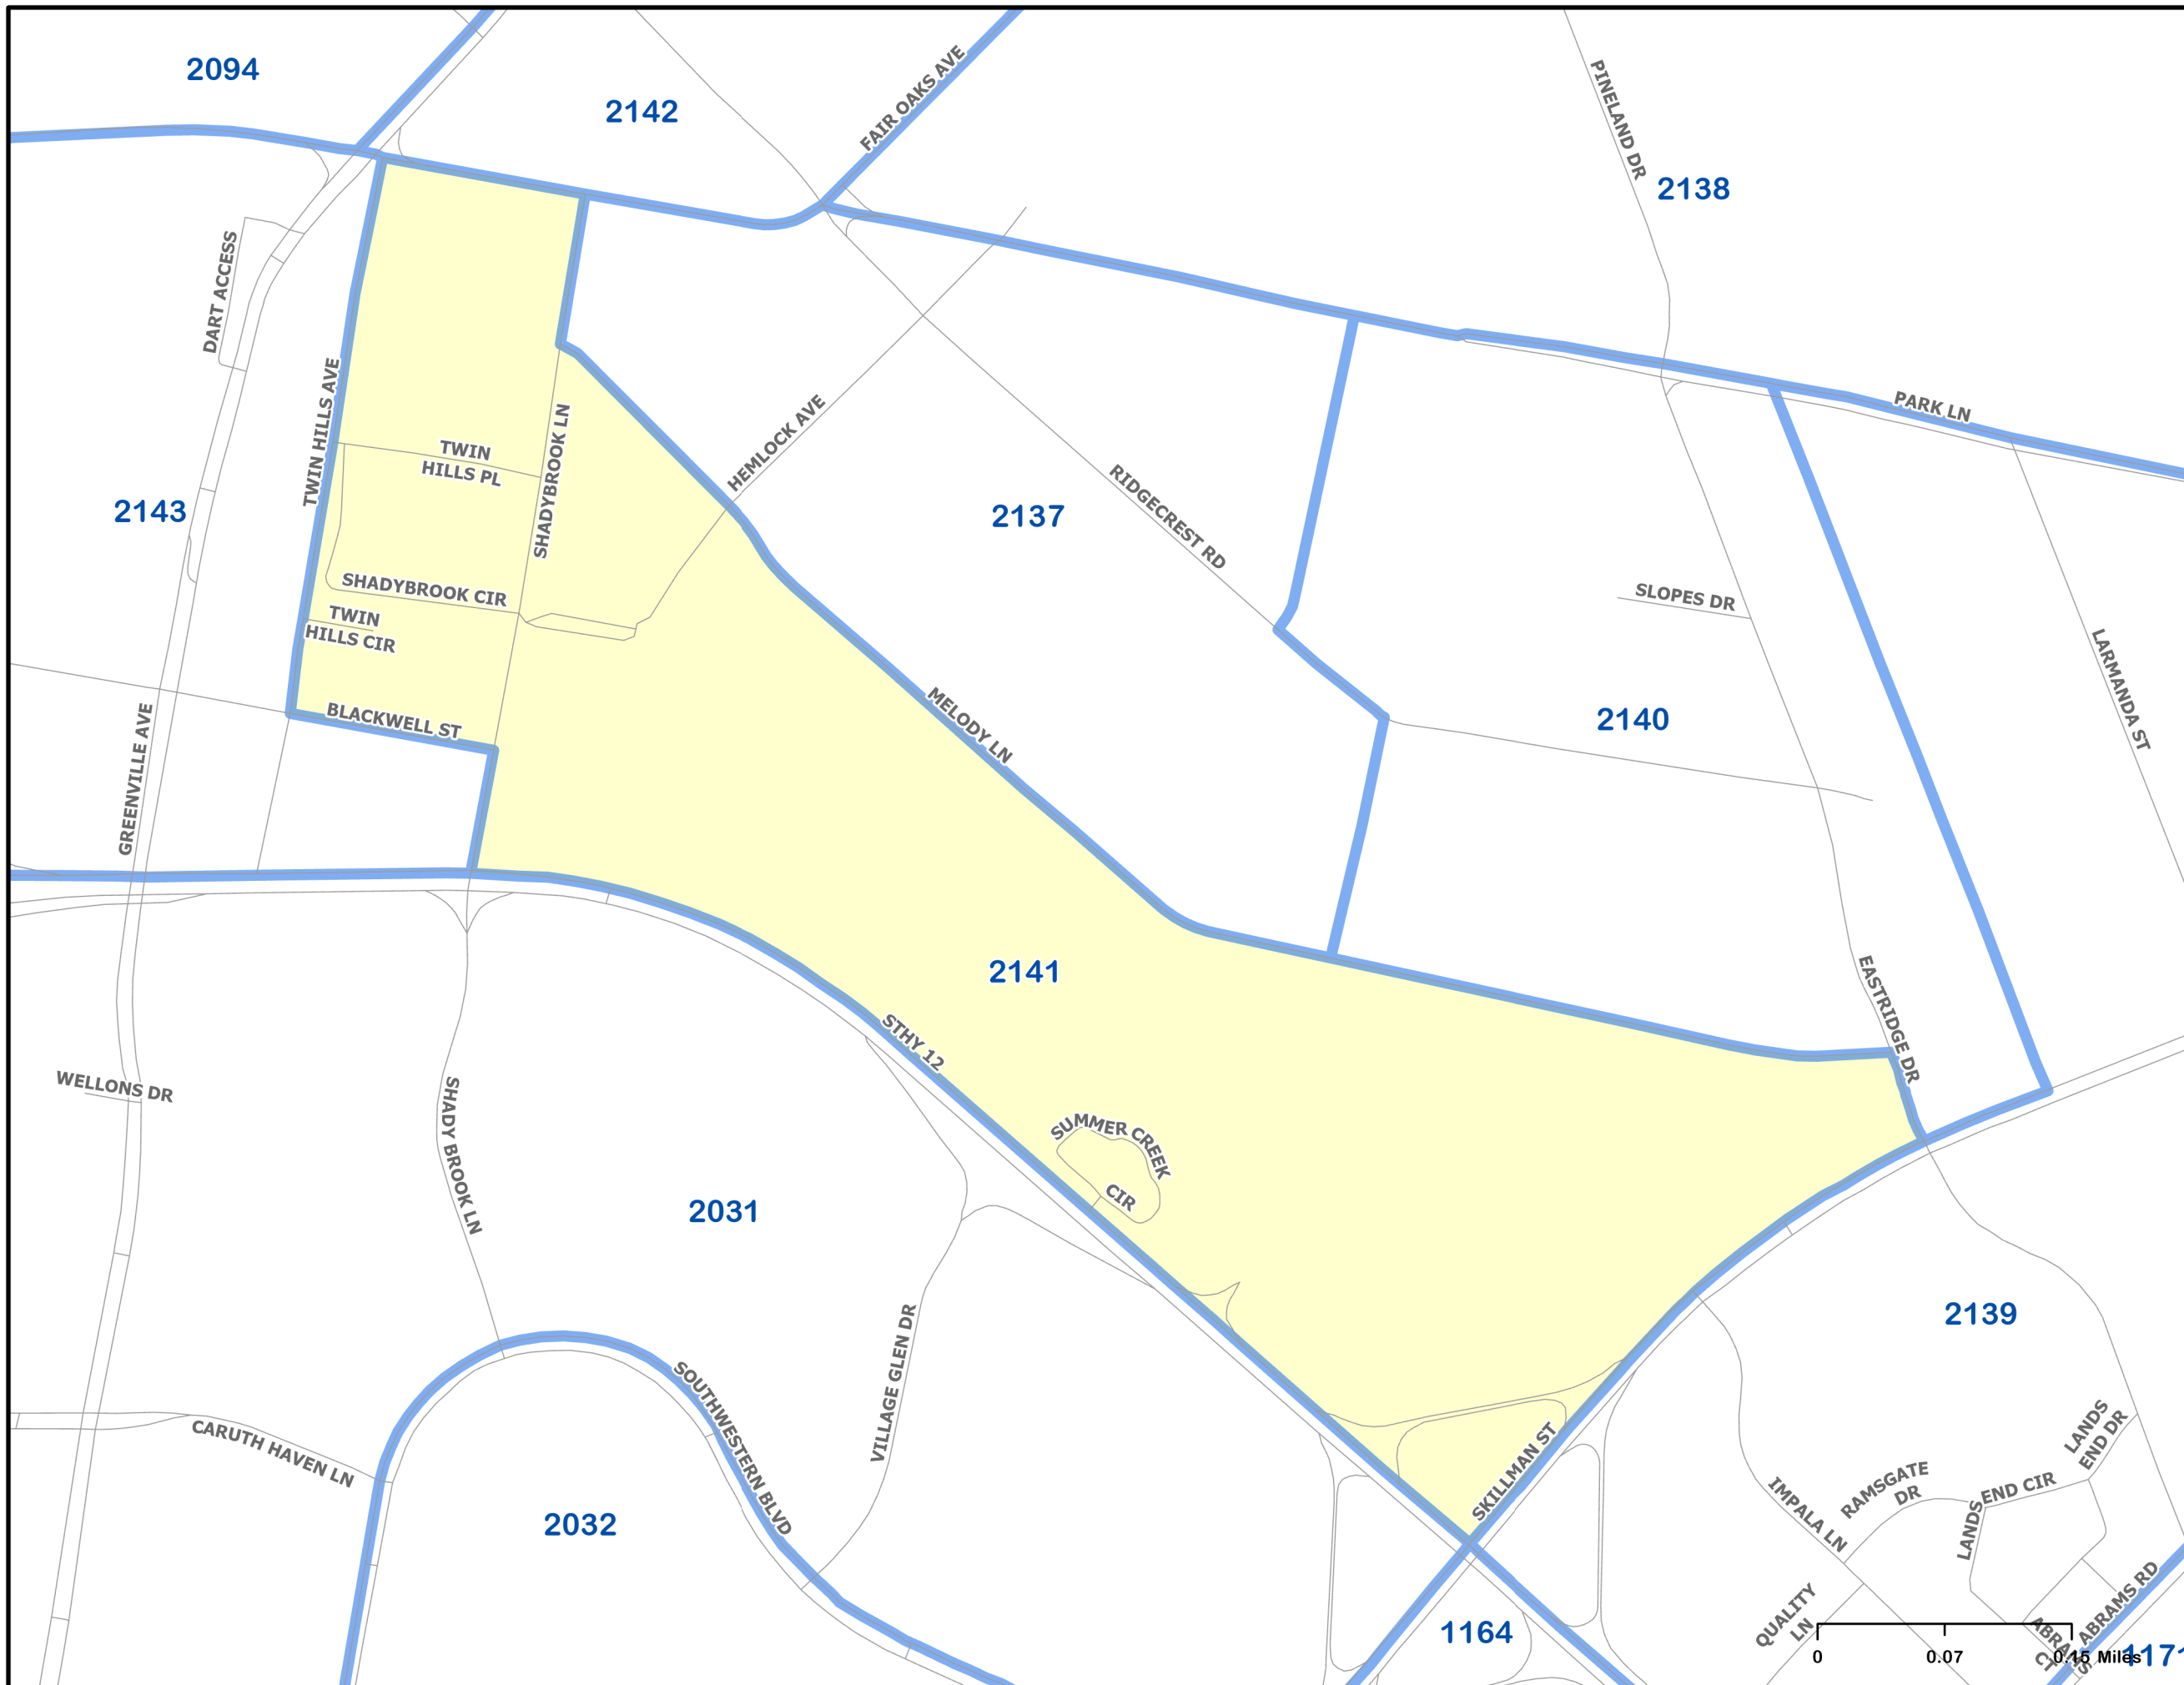 2094
2142
FAIR OAKS AVE
PINELAND DR
2138
DART ACCESS
TWIN HILLS AVE
TWIN
HILLS PL
SHADYBROOK LN
HEMLOCK AVE
PARK LN
2143
2137
RIDGECREST RD
SHADYBROOK CIR
TWIN
HILLS CIR
SLOPES DR
LARMANDA ST
BLACKWELL ST
GREENVILLE AVE
MELODY LN
2140
2141
EASTRIDGE DR
STHY 12
WELLONS DR
SHADY BROOK LN
SUMMER CREEK
CIR
2031
2139
VILLAGE GLEN DR
SOUTHWESTERN BLVD
CARUTH HAVEN LN
SKILLMAN ST
LANDS
END DR
RAMSGATE
DR
LANDS
END CIR
IMPALA LN
2032
QUALITY
LN
ABRAMS RD
ABRAMS
CT
1164
1171
0
0.07
0.15 Miles